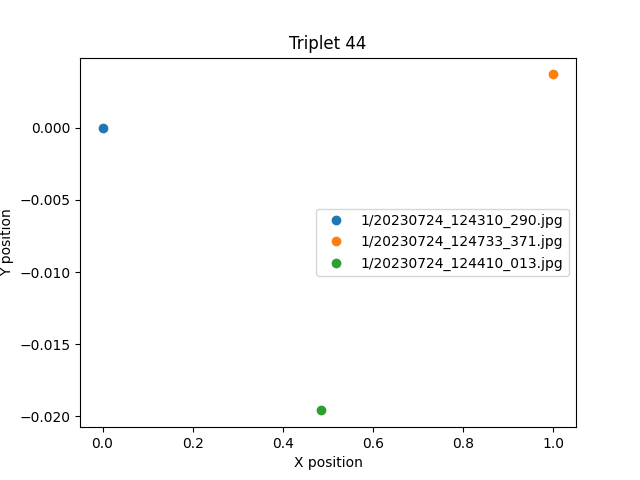 Triplet 44
0.000
−0.005
−0.010
−0.015
−0.020
Y position
1/20230724_124310_290.jpg
1/20230724_124733_371.jpg
1/20230724_124410_013.jpg
0.0 0.2 0.4 0.6 0.8 1.0
X position